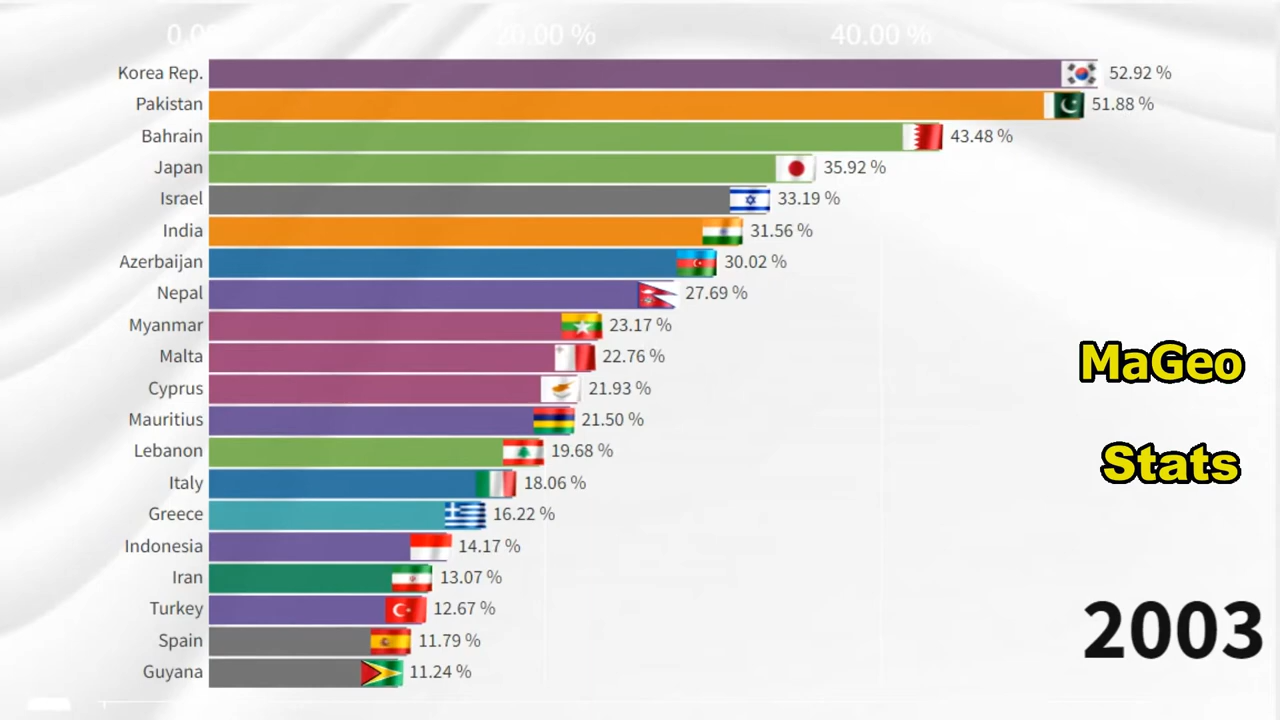 20.00 % 40.00 %
Korea Rep. 52.92 %
Pakistan 51.88 %
Bahrain 43.48 %
Japan 35.92 %
Israel 33.19 %
India 31.56 %
Azerbaijan 30.02 %
Nepal 27.69 %
Myanmar 23.17 %
Malta 22.76 %
Cyprus 21.93 %
Mauritius 21.50 %
Lebanon 19.68 %
Italy 18.06 %
Greece 16.22 %
Indonesia 14.17 %
Iran 13.07 %
Turkey 12.67 %
Spain 11.79 %
Guyana 11.24 %
MaGeo
Stats
2003